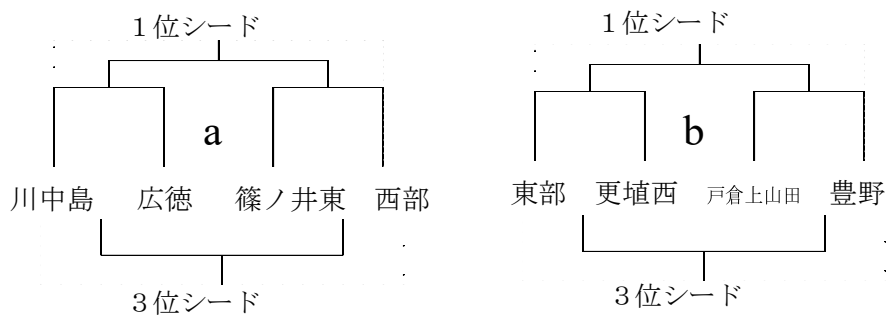 1位シード 1位シード
a b
川中島 広徳 篠ノ井東 西部 東部 更埴西 戸倉上山田 豊野
3位シード 3位シード